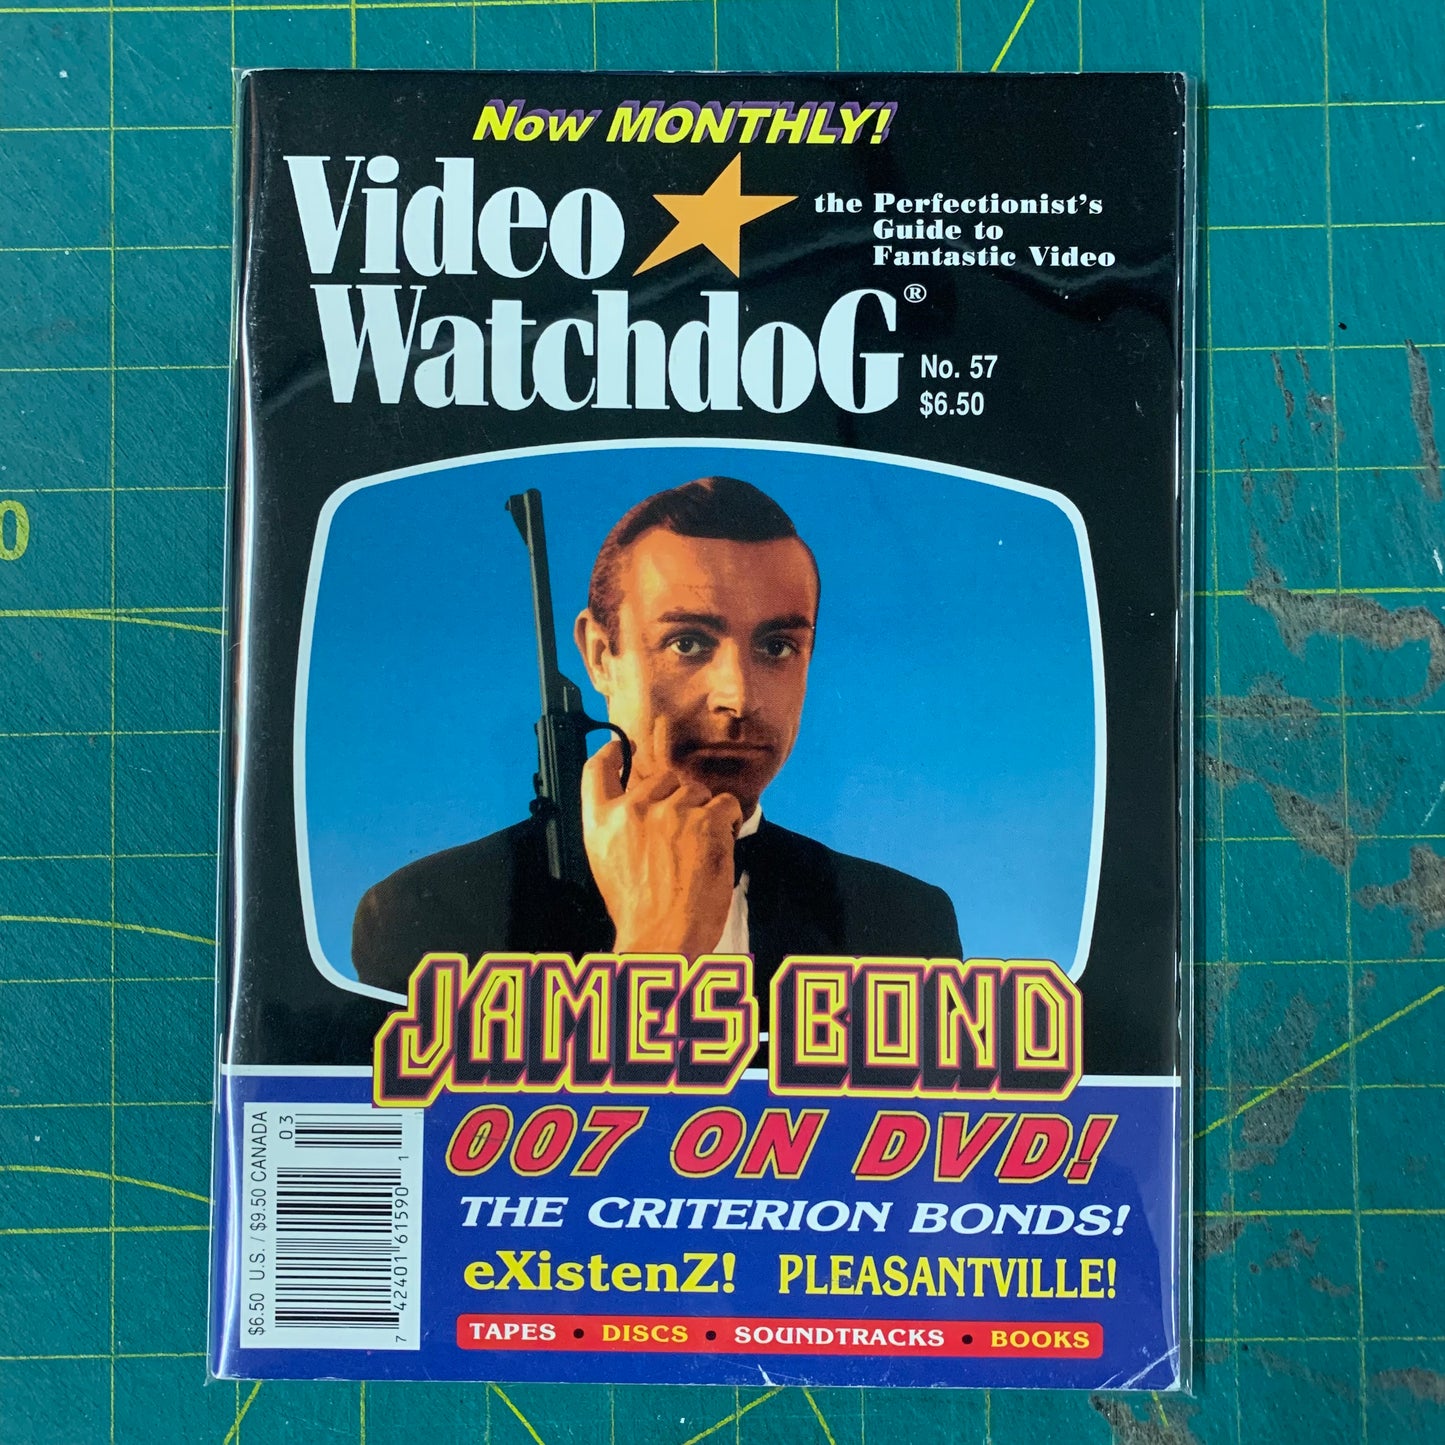 Now MONTHLY!
Video
WatchdoG®
the Perfectionist's
Guide to
Fantastic Video
No. 57
$6.50
JAMES BOND
007 ON DVD!
THE CRITERION BONDS!
eXistenZ! PLEASANTVILLE!
TAPES • DISCS • SOUNDTRACKS • BOOKS
$6.50 U.S. / $9.50 CANADA
03
7 42401 61590 1
0